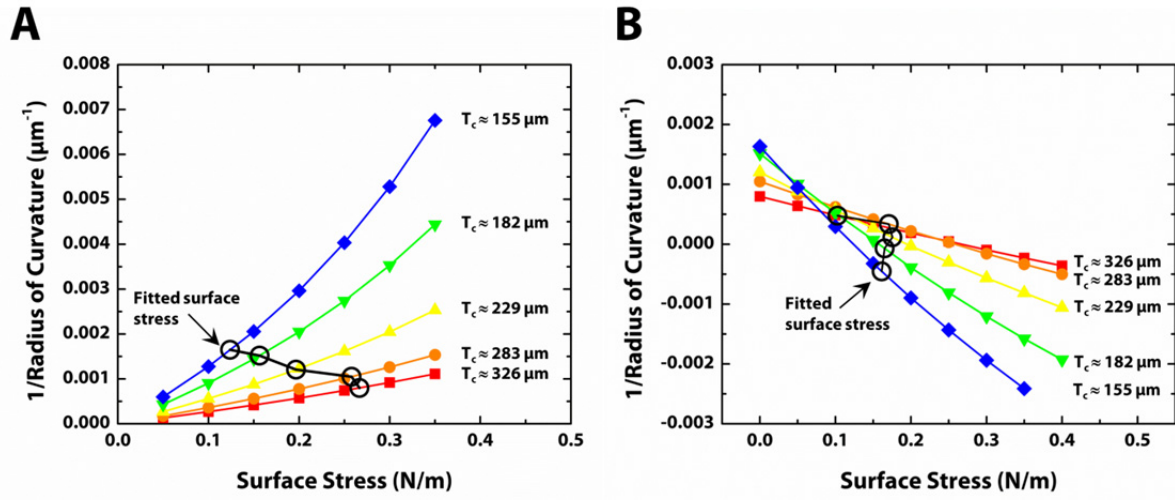 A
1/Radius of Curvature (μm⁻¹)
0.008
0.007
0.006
0.005
0.004
0.003
0.002
0.001
0.000
0.0
0.1
0.2
0.3
0.4
0.5
Surface Stress (N/m)
Tc ≈ 155 μm
Tc ≈ 182 μm
Tc ≈ 229 μm
Tc ≈ 283 μm
Tc ≈ 326 μm
Fitted surface
stress
B
1/Radius of Curvature (μm⁻¹)
0.003
0.002
0.001
0.000
-0.001
-0.002
-0.003
0.0
0.1
0.2
0.3
0.4
0.5
Surface Stress (N/m)
Tc ≈ 326 μm
Tc ≈ 283 μm
Tc ≈ 229 μm
Tc ≈ 182 μm
Tc ≈ 155 μm
Fitted
surface stress